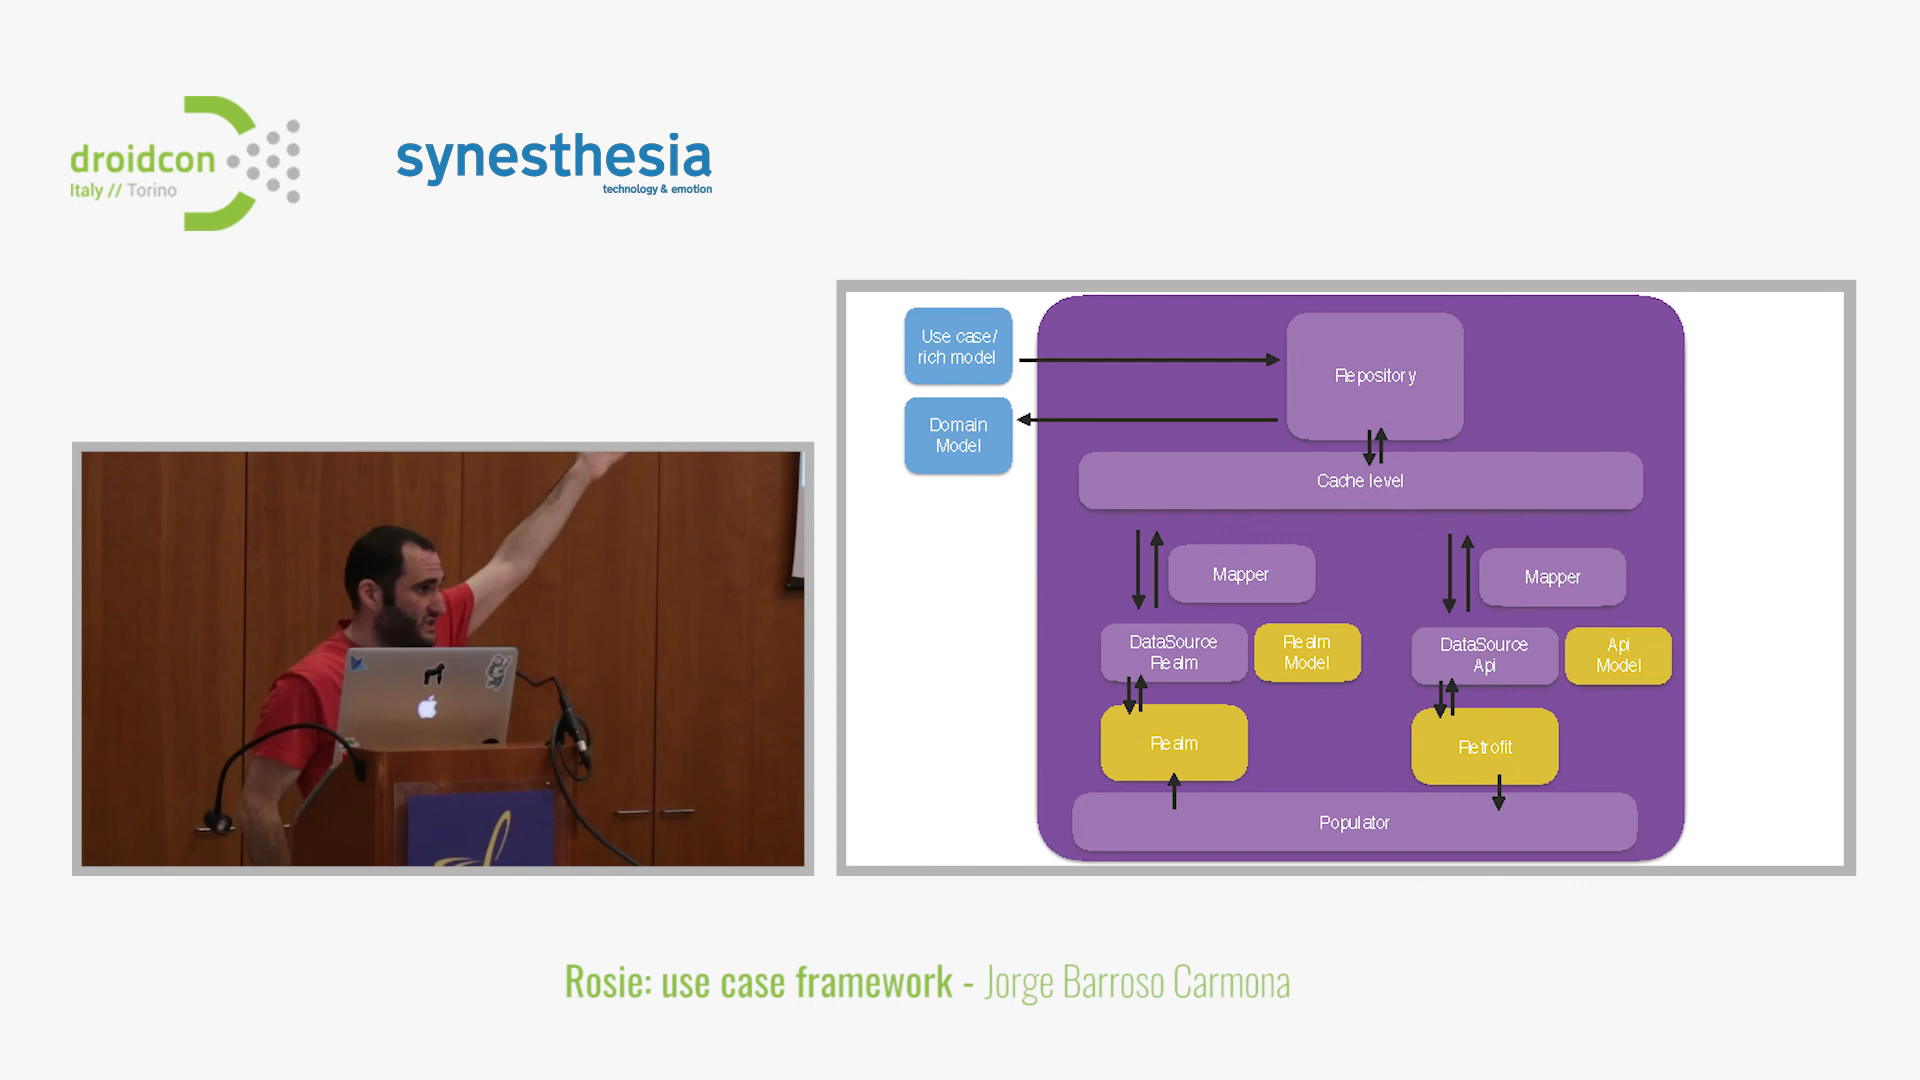 droidcon
Italy // Torino
synesthesia
technology & emotion
Use case/
rich model
Domain
Model
Repository
Cache level
Mapper
Mapper
DataSource
Realm
Realm
Model
DataSource
Api
Api
Model
Realm
Retrofit
Populator
Rosie: use case framework - Jorge Barroso Carmona